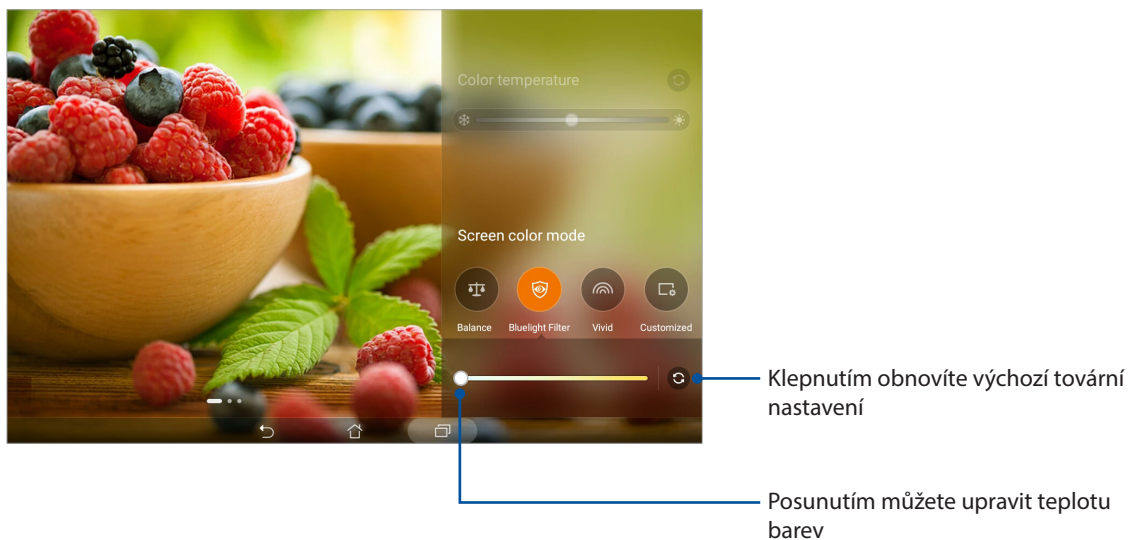 Color temperature
Screen color mode
Balance Bluelight Filter Vivid Customized
Klepnutím obnovíte výchozí tovární
nastavení
Posunutím můžete upravit teplotu
barev